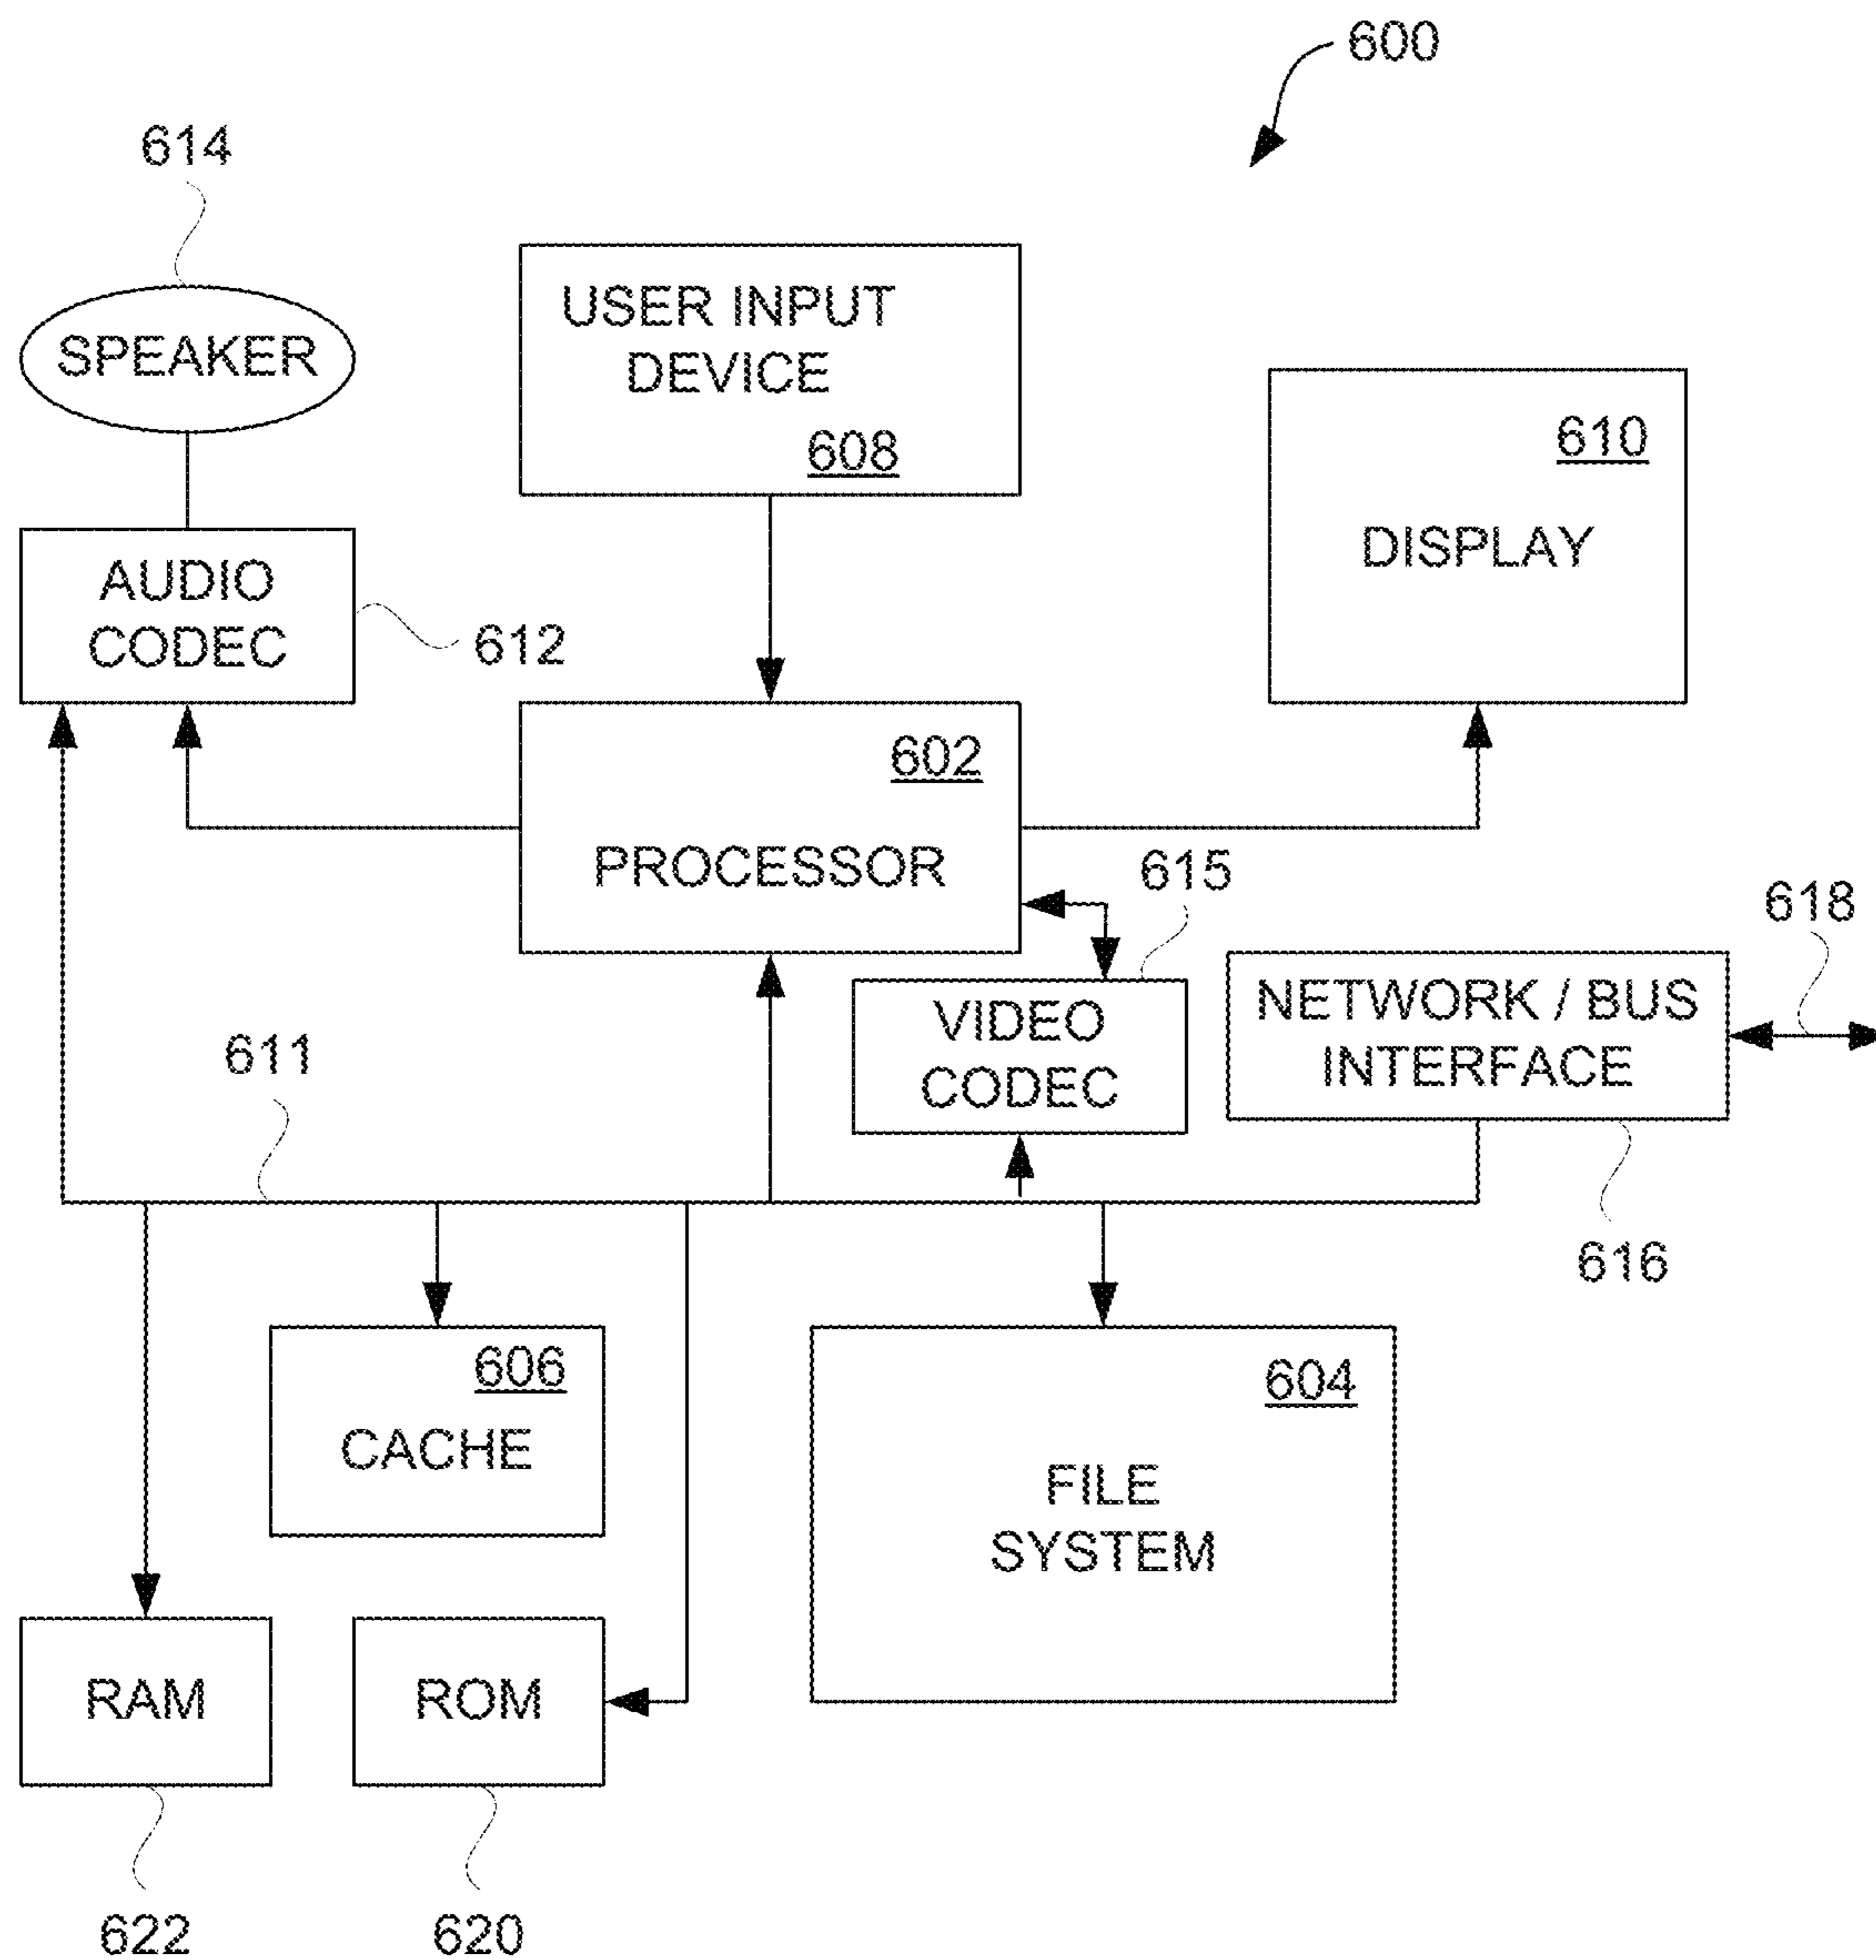 600
614
SPEAKER
USER INPUT
DEVICE
608
610
DISPLAY
AUDIO
CODEC
612
602
PROCESSOR
615
618
VIDEO
CODEC
NETWORK / BUS
INTERFACE
611
616
606
CACHE
604
FILE
SYSTEM
RAM
ROM
622
620